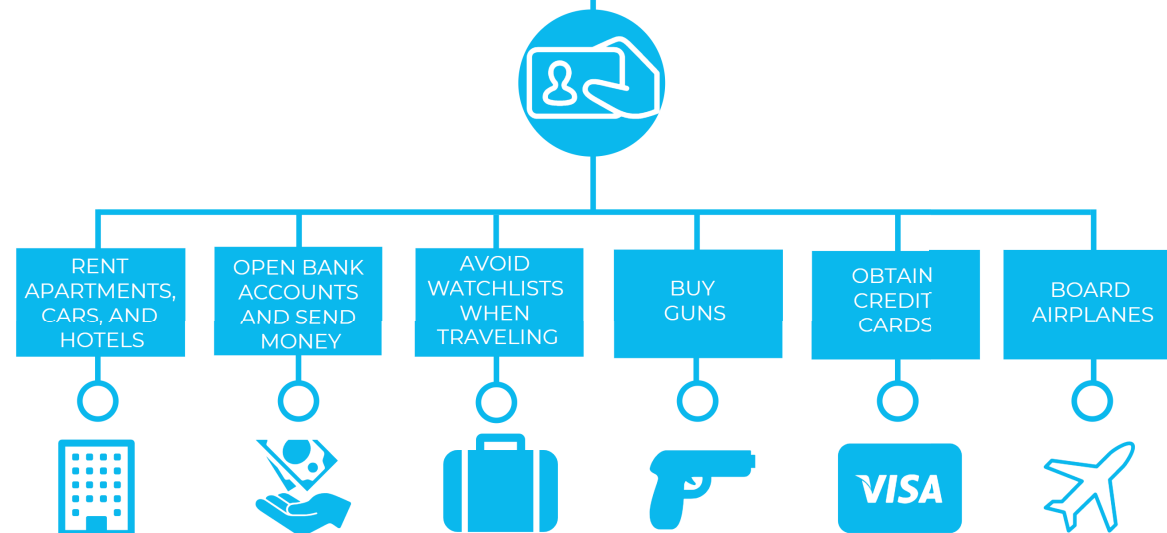 RENT
APARTMENTS,
CARS, AND
HOTELS
OPEN BANK
ACCOUNTS
AND SEND
MONEY
AVOID
WATCHLISTS
WHEN
TRAVELING
BUY
GUNS
OBTAIN
CREDIT
CARDS
BOARD
AIRPLANES
VISA